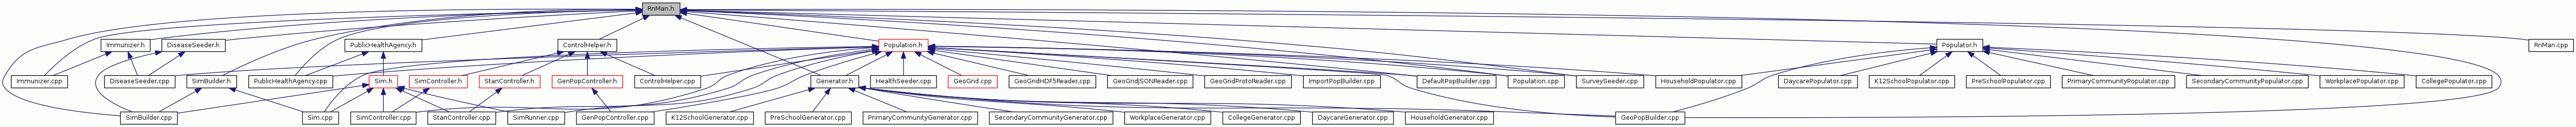 RnMan.h
Immunizer.h
DiseaseSeeder.h
PublicHealthAgency.h
ControlHelper.h
Population.h
Populator.h
RnMan.cpp
Immunizer.cpp
DiseaseSeeder.cpp
SimBuilder.h
PublicHealthAgency.cpp
Sim.h
SimController.h
StanController.h
GenPopController.h
ControlHelper.cpp
Generator.h
HealthSeeder.cpp
GeoGrid.cpp
GeoGridHDF5Reader.cpp
GeoGridJSONReader.cpp
GeoGridProtoReader.cpp
ImportPopBuilder.cpp
DefaultPopBuilder.cpp
Population.cpp
SurveySeeder.cpp
HouseholdPopulator.cpp
DaycarePopulator.cpp
K12SchoolPopulator.cpp
PreSchoolPopulator.cpp
PrimaryCommunityPopulator.cpp
SecondaryCommunityPopulator.cpp
WorkplacePopulator.cpp
CollegePopulator.cpp
SimBuilder.cpp
Sim.cpp
SimController.cpp
StanController.cpp
SimRunner.cpp
GenPopController.cpp
K12SchoolGenerator.cpp
PreSchoolGenerator.cpp
PrimaryCommunityGenerator.cpp
SecondaryCommunityGenerator.cpp
WorkplaceGenerator.cpp
CollegeGenerator.cpp
DaycareGenerator.cpp
HouseholdGenerator.cpp
GeoPopBuilder.cpp